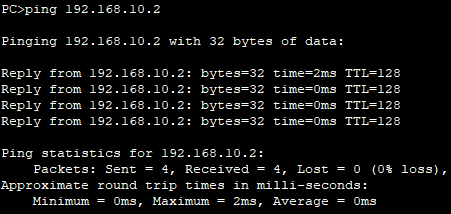 PC>ping 192.168.10.2
Pinging 192.168.10.2 with 32 bytes of data:
Reply from 192.168.10.2: bytes=32 time=2ms TTL=128
Reply from 192.168.10.2: bytes=32 time=0ms TTL=128
Reply from 192.168.10.2: bytes=32 time=0ms TTL=128
Reply from 192.168.10.2: bytes=32 time=0ms TTL=128
Ping statistics for 192.168.10.2:
Packets: Sent = 4, Received = 4, Lost = 0 (0% loss),
Approximate round trip times in milli-seconds:
Minimum = 0ms, Maximum = 2ms, Average = 0ms